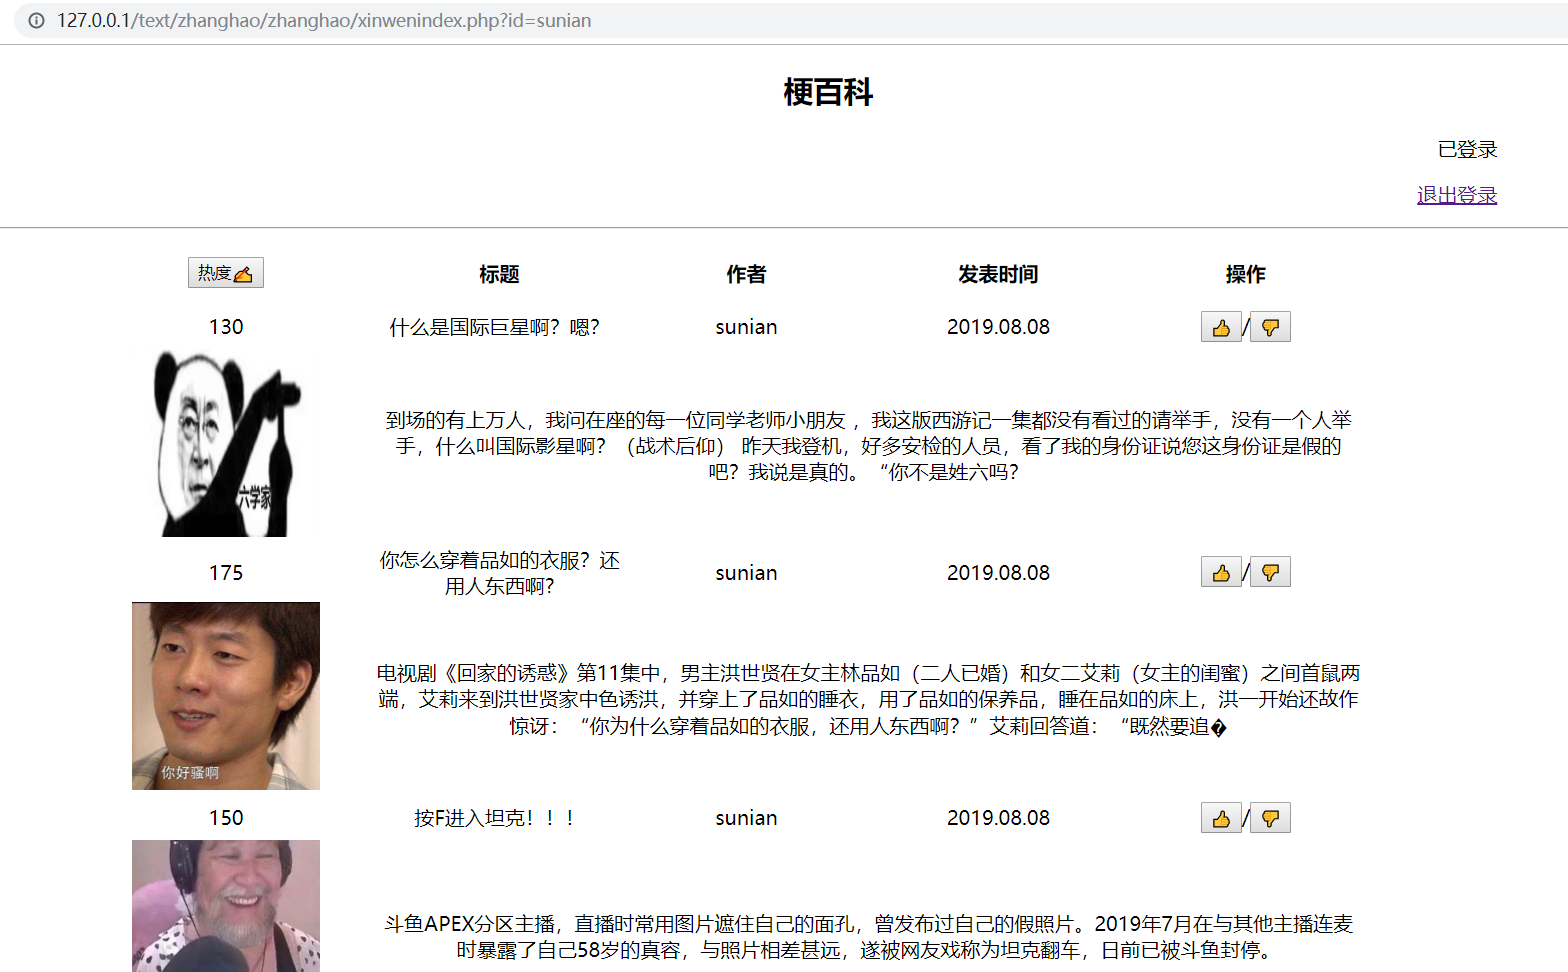 127.0.0.1/text/zhanghao/zhanghao/xinwenindex.php?id=sunian
梗百科
已登录
退出登录
热度✍ 标题 作者 发表时间 操作
130 什么是国际巨星啊？嗯？ sunian 2019.08.08 👍/👎
到场的有上万人，我问在座的每一位同学老师小朋友 ，我这版西游记一集都没有看过的请举手，没有一个人举
手，什么叫国际影星啊？（战术后仰） 昨天我登机，好多安检的人员，看了我的身份证说您这身份证是假的
吧？我说是真的。“你不是姓六吗？
六学家
175 你怎么穿着品如的衣服？还
用人东西啊？ sunian 2019.08.08 👍/👎
电视剧《回家的诱惑》第11集中，男主洪世贤在女主林品如（二人已婚）和女二艾莉（女主的闺蜜）之间首鼠两
端，艾莉来到洪世贤家中色诱洪，并穿上了品如的睡衣，用了品如的保养品，睡在品如的床上，洪一开始还故作
惊讶：“你为什么穿着品如的衣服，还用人东西啊？”艾莉回答道：“既然要追�
你好骚啊
150 按F进入坦克！！！ sunian 2019.08.08 👍/👎
斗鱼APEX分区主播，直播时常用图片遮住自己的面孔，曾发布过自己的假照片。2019年7月在与其他主播连麦
时暴露了自己58岁的真容，与照片相差甚远，遂被网友戏称为坦克翻车，日前已被斗鱼封停。